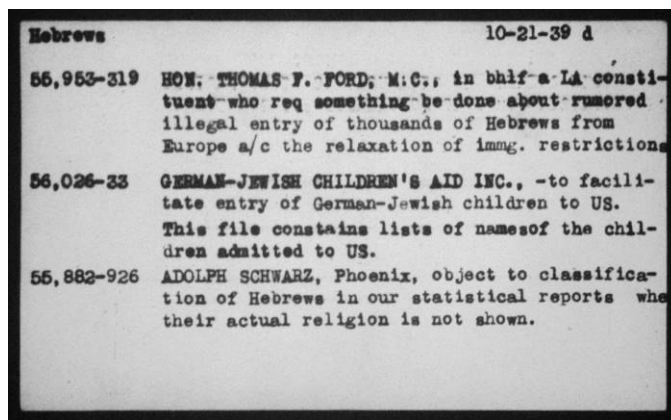 Hebrews 10-21-39 d
55,953-319 HON. THOMAS F. FORD, M.C., in bhlf a LA consti-
tuent who req something be done about rumored
illegal entry of thousands of Hebrews from
Europe a/c the relaxation of immg. restrictions
56,026-33 GERMAN-JEWISH CHILDREN'S AID INC., -to facili-
tate entry of German-Jewish children to US.
This file constains lists of namesof the chil-
dren admitted to US.
55,882-926 ADOLPH SCHWARZ, Phoenix, object to classifica-
tion of Hebrews in our statistical reports whe
their actual religion is not shown.